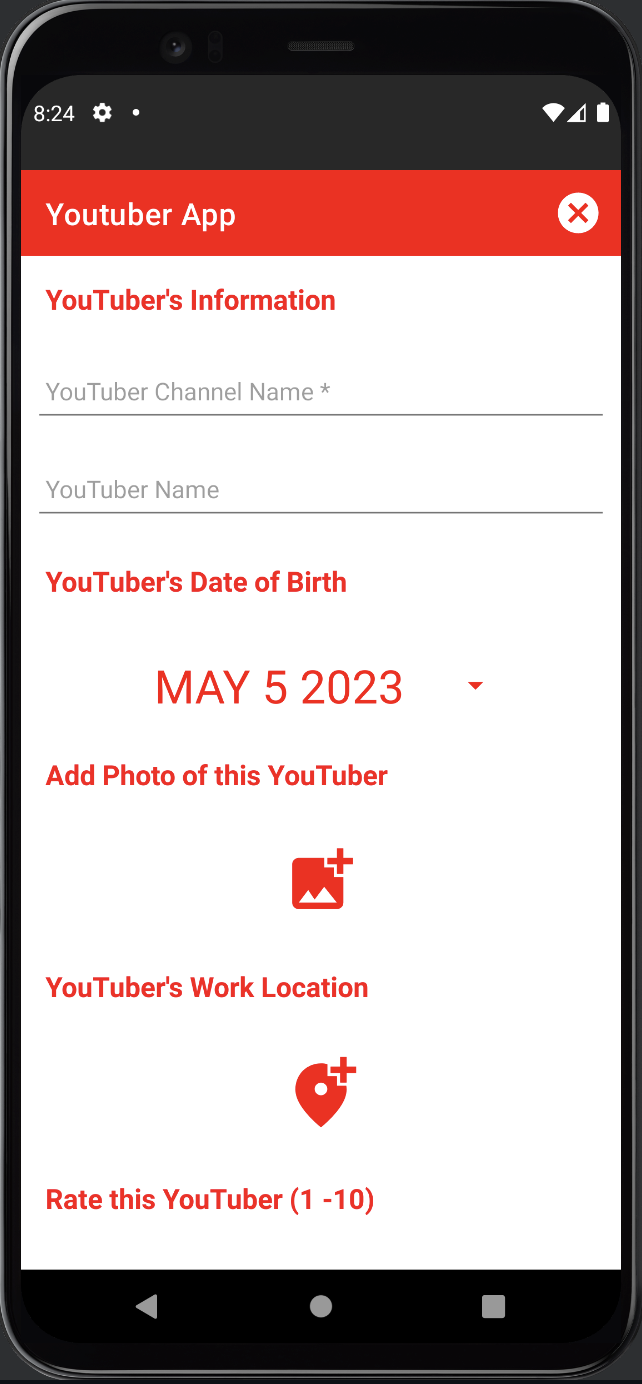 8:24
Youtuber App
YouTuber's Information
YouTuber Channel Name *
YouTuber Name
YouTuber's Date of Birth
MAY 5 2023
Add Photo of this YouTuber
YouTuber's Work Location
Rate this YouTuber (1 -10)